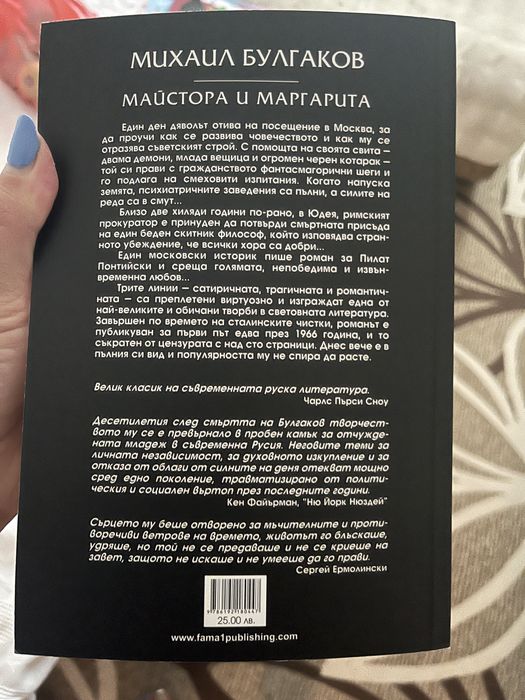 МИХАИЛ БУЛГАКОВ
МАЙСТОРА И МАРГАРИТА
Един ден дяволът отива на посещение в Москва, за
да проучи как се развива човечеството и как му се
отразява съветският строй. С помощта на своята свита –
двама демони, млада вещица и огромен черен котарак –
той си прави с гражданството фантасмагорични шеги и
го подлага на смеховити изпитания. Когато напуска
земята, психиатричните заведения са пълни, а силите на
реда са в смут...
Близо две хиляди години по-рано, в Юдея, римският
прокуратор е принуден да потвърди смъртната присъда
на един беден скитник философ, който изповядва стран-
ното убеждение, че всички хора са добри...
Един московски историк пише роман за Пилат
Понтийски и среща голямата, непобедима и извън-
временна любов...
Трите линии – сатиричната, трагичната и романтич-
ната – са преплетени виртуозно и изграждат една от
най-великите и обичани творби в световната литература.
Завършен по времето на сталинските чистки, романът е
публикуван за първи път едва през 1966 година, и то
съкратен от цензурата с над сто страници. Днес вече е в
пълния си вид и популярността му не спира да расте.
Велик класик на съвременната руска литература.
Чарлс Пърси Сноу
Десетилетия след смъртта на Булгаков творчест-
вото му се е превърнало в пробен камък за отчужде-
ната младеж в съвременна Русия. Неговите теми за
личната независимост, за духовното изкупление и за
отказа от облаги от силните на деня отекват мощно
сред едно поколение, травматизирано от полити-
ческия и социален въртоп през последните години.
Кен Файърман, "Ню Йорк Нюздей"
Сърцето му беше отворено за мъчителните и проти-
воречиви ветрове на времето, животът го блъскаше,
удряше, но той не се предаваше и не се криеше на
завет, защото не искаше и не умееше да го прави.
Сергей Ермолински
9786192180447
25.00 лв.
www.fama1publishing.com